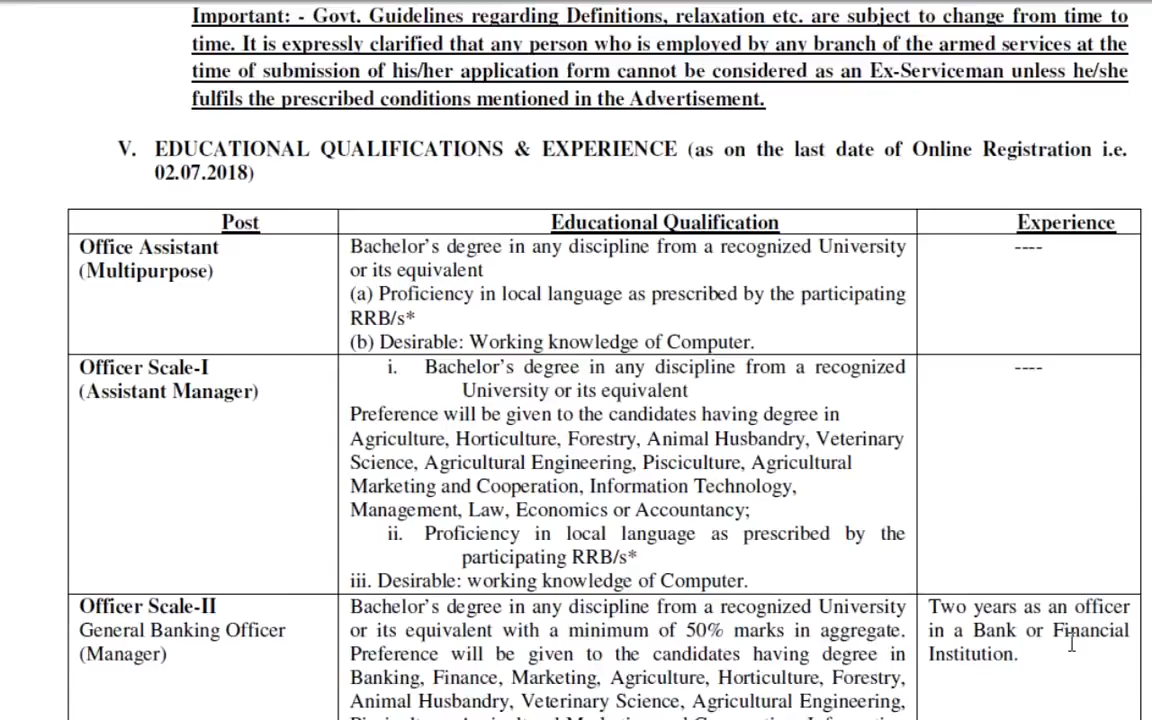 Important: - Govt. Guidelines regarding Definitions, relaxation etc. are subject to change from time to
time. It is expressly clarified that any person who is employed by any branch of the armed services at the
time of submission of his/her application form cannot be considered as an Ex-Serviceman unless he/she
fulfils the prescribed conditions mentioned in the Advertisement.
V. EDUCATIONAL QUALIFICATIONS & EXPERIENCE (as on the last date of Online Registration i.e.
02.07.2018)
Post
Educational Qualification
Experience
Office Assistant
(Multipurpose)
Bachelor's degree in any discipline from a recognized University
or its equivalent
(a) Proficiency in local language as prescribed by the participating
RRB/s*
(b) Desirable: Working knowledge of Computer.
----
Officer Scale-I
(Assistant Manager)
i. Bachelor's degree in any discipline from a recognized
University or its equivalent
Preference will be given to the candidates having degree in
Agriculture, Horticulture, Forestry, Animal Husbandry, Veterinary
Science, Agricultural Engineering, Pisciculture, Agricultural
Marketing and Cooperation, Information Technology,
Management, Law, Economics or Accountancy;
ii. Proficiency in local language as prescribed by the
participating RRB/s*
iii. Desirable: working knowledge of Computer.
----
Officer Scale-II
General Banking Officer
(Manager)
Bachelor's degree in any discipline from a recognized University
or its equivalent with a minimum of 50% marks in aggregate.
Preference will be given to the candidates having degree in
Banking, Finance, Marketing, Agriculture, Horticulture, Forestry,
Animal Husbandry, Veterinary Science, Agricultural Engineering,
Two years as an officer
in a Bank or Financial
Institution.